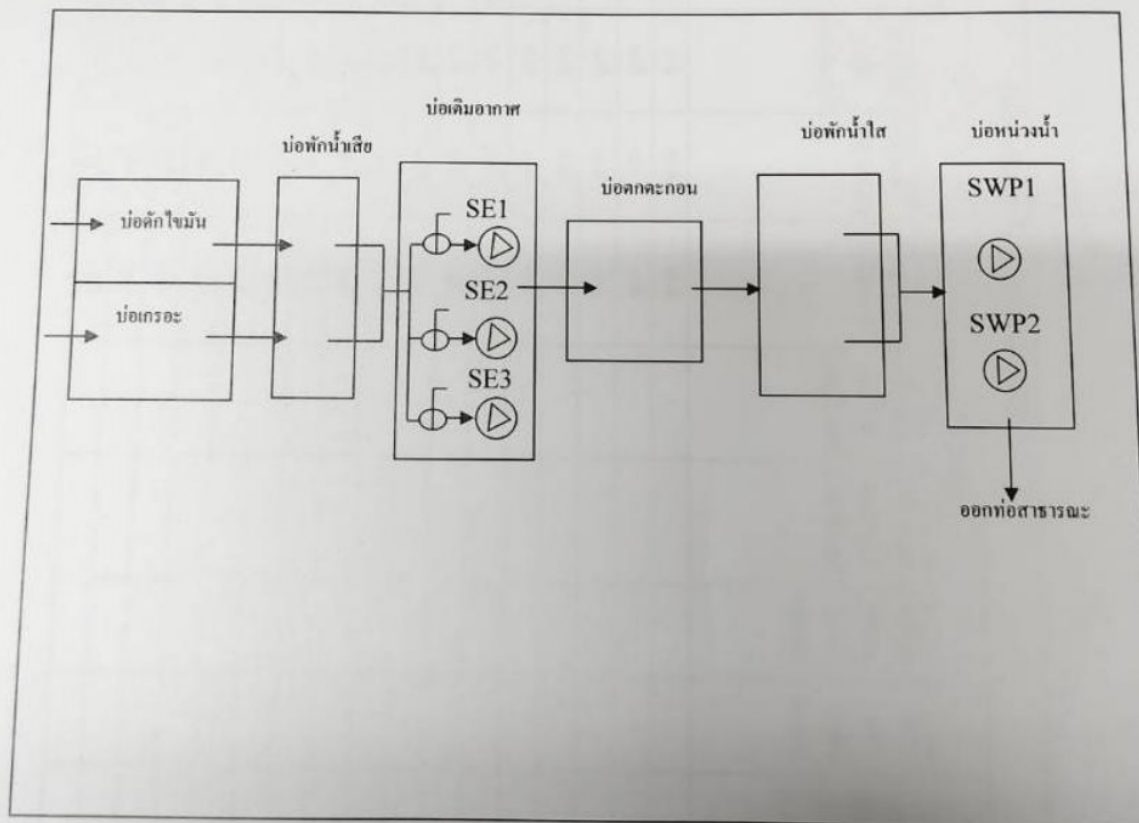 บ่อเติมอากาศ
บ่อพักน้ำเสีย
บ่อพักน้ำใส
บ่อหน่วงน้ำ
บ่อดักไขมัน
บ่อเกรอะ
SE1
SE2
SE3
บ่อตกตะกอน
SWP1
SWP2
ออกท่อสาธารณะ